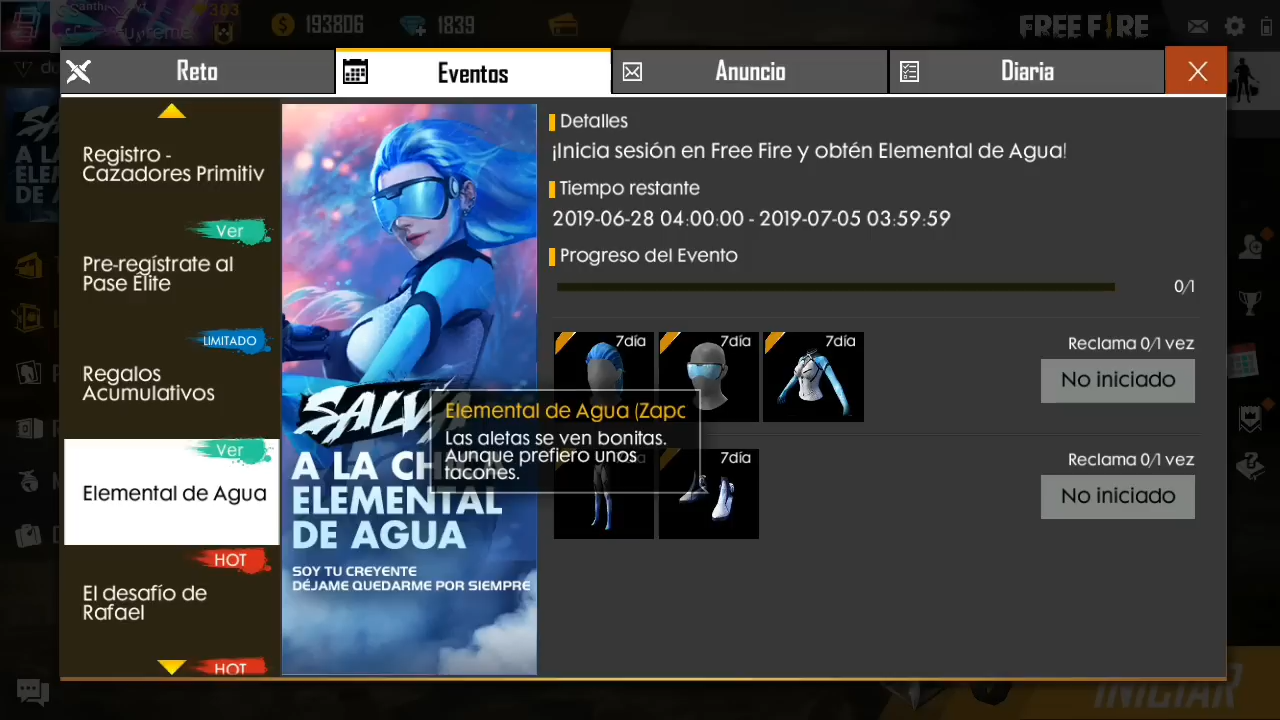 383
193806
1839
FREE FIRE
Reto
Eventos
Anuncio
Diaria
Registro -
Cazadores Primitiv
Ver
Pre-regístrate al
Pase Élite
LIMITADO
Regalos
Acumulativos
Ver
Elemental de Agua
HOT
El desafío de
Rafael
HOT
A LA CH
ELEMENTAL
DE AGUA
SOY TU CREYENTE
DÉJAME QUEDARME POR SIEMPRE
Detalles
¡Inicia sesión en Free Fire y obtén Elemental de Agua!
Tiempo restante
2019-06-28 04:00:00 - 2019-07-05 03:59:59
Progreso del Evento
0/1
7día
7día
7día
Reclama 0/1 vez
No iniciado
Elemental de Agua (Zapc
Las aletas se ven bonitas.
Aunque prefiero unos
tacones.
7día
Reclama 0/1 vez
No iniciado
INICIAR